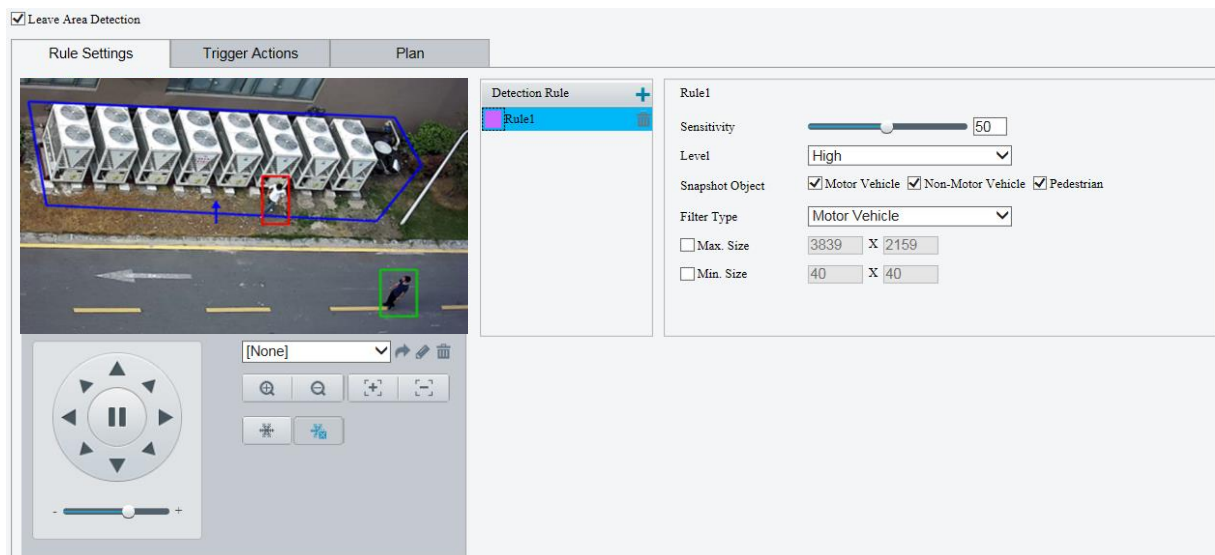 Leave Area Detection
Rule Settings Trigger Actions Plan
Detection Rule
Rule1
Rule1
Sensitivity 50
Level High
Snapshot Object Motor Vehicle Non-Motor Vehicle Pedestrian
Filter Type Motor Vehicle
Max. Size 3839 X 2159
Min. Size 40 X 40
[None]
- +